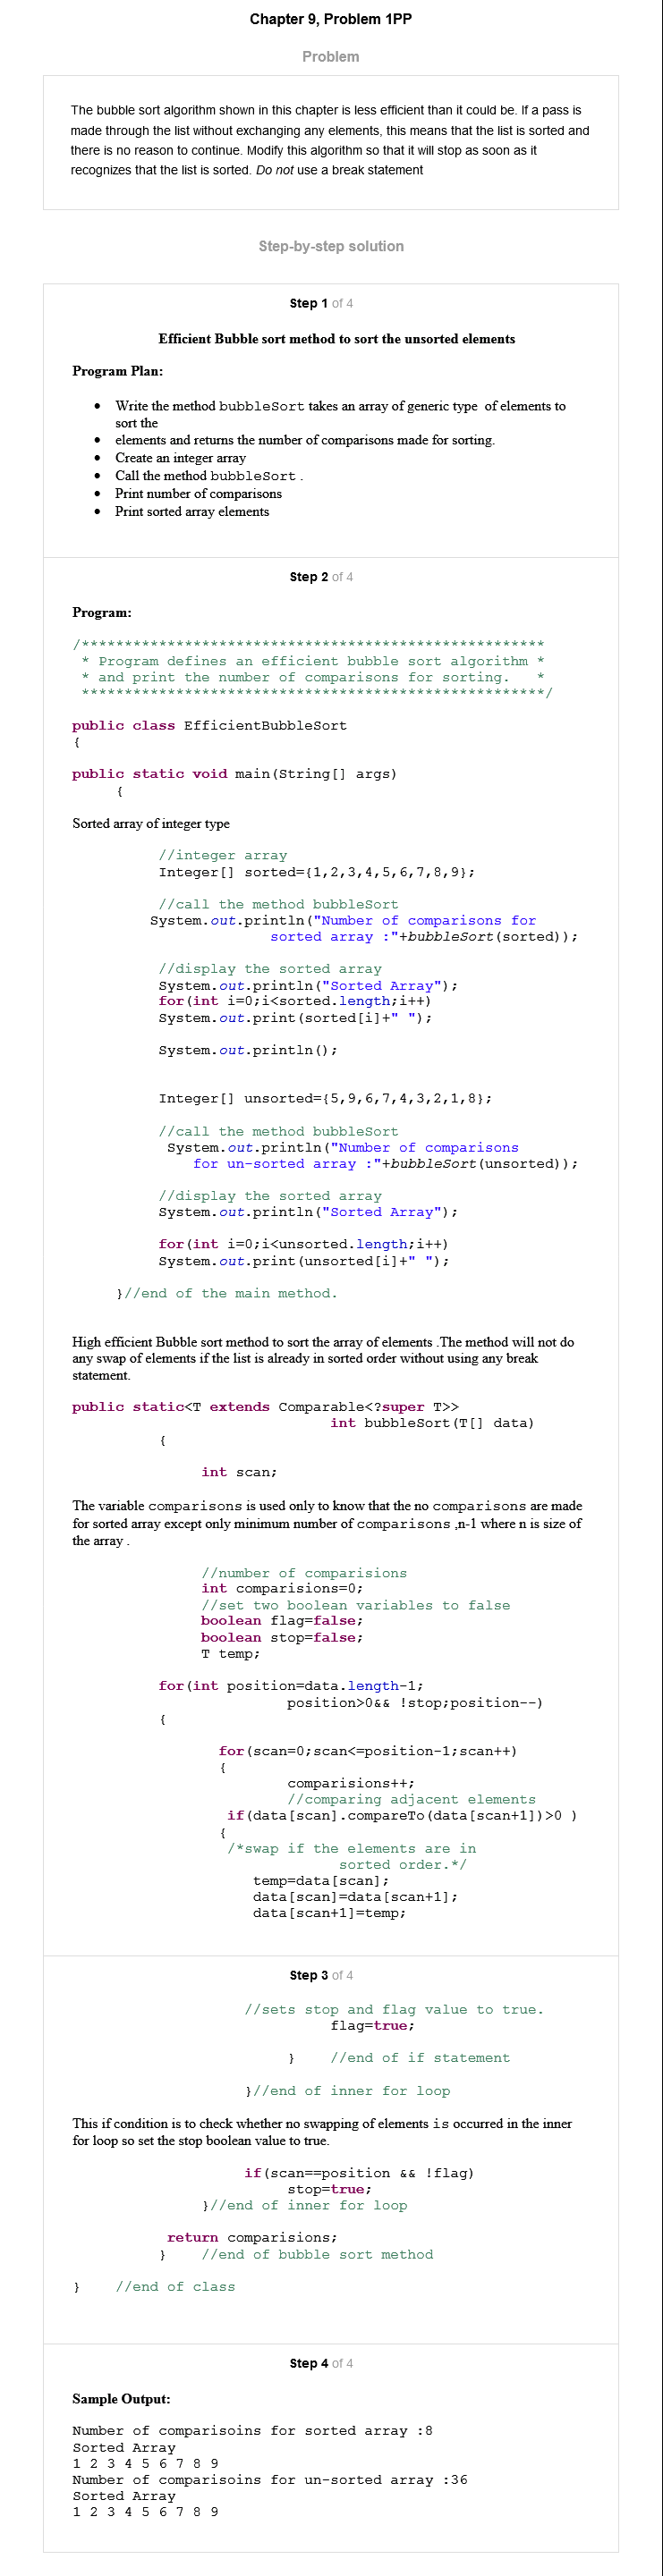 Chapter 9, Problem 1PP
Problem
The bubble sort algorithm shown in this chapter is less efficient than it could be. If a pass is
made through the list without exchanging any elements, this means that the list is sorted and
there is no reason to continue. Modify this algorithm so that it will stop as soon as it
recognizes that the list is sorted. Do not use a break statement
Step-by-step solution
Step 1 of 4
Efficient Bubble sort method to sort the unsorted elements
Program Plan:
• Write the method bubbleSort takes an array of generic type of elements to
sort the
• elements and returns the number of comparisons made for sorting.
• Create an integer array
• Call the method bubbleSort .
• Print number of comparisons
• Print sorted array elements
Step 2 of 4
Program:
/******************************************************
* Program defines an efficient bubble sort algorithm *
* and print the number of comparisons for sorting. *
******************************************************/
public class EfficientBubbleSort
{
public static void main(String[] args)
{
Sorted array of integer type
//integer array
Integer[] sorted={1,2,3,4,5,6,7,8,9};
//call the method bubbleSort
System.out.println("Number of comparisons for
sorted array :"+bubbleSort(sorted));
//display the sorted array
System.out.println("Sorted Array");
for(int i=0;i<sorted.length;i++)
System.out.print(sorted[i]+" ");
System.out.println();
Integer[] unsorted={5,9,6,7,4,3,2,1,8};
//call the method bubbleSort
System.out.println("Number of comparisons
for un-sorted array :"+bubbleSort(unsorted));
//display the sorted array
System.out.println("Sorted Array");
for(int i=0;i<unsorted.length;i++)
System.out.print(unsorted[i]+" ");
}//end of the main method.
High efficient Bubble sort method to sort the array of elements .The method will not do
any swap of elements if the list is already in sorted order without using any break
statement.
public static<T extends Comparable<?super T>>
int bubbleSort(T[] data)
{
int scan;
The variable comparisons is used only to know that the no comparisons are made
for sorted array except only minimum number of comparisons ,n-1 where n is size of
the array .
//number of comparisions
int comparisions=0;
//set two boolean variables to false
boolean flag=false;
boolean stop=false;
T temp;
for(int position=data.length-1;
position>0&& !stop;position--)
{
for(scan=0;scan<=position-1;scan++)
{
comparisions++;
//comparing adjacent elements
if(data[scan].compareTo(data[scan+1])>0 )
{
/*swap if the elements are in
sorted order.*/
temp=data[scan];
data[scan]=data[scan+1];
data[scan+1]=temp;
Step 3 of 4
//sets stop and flag value to true.
flag=true;
} //end of if statement
}//end of inner for loop
This if condition is to check whether no swapping of elements is occurred in the inner
for loop so set the stop boolean value to true.
if(scan==position && !flag)
stop=true;
}//end of inner for loop
return comparisions;
} //end of bubble sort method
} //end of class
Step 4 of 4
Sample Output:
Number of comparisoins for sorted array :8
Sorted Array
1 2 3 4 5 6 7 8 9
Number of comparisoins for un-sorted array :36
Sorted Array
1 2 3 4 5 6 7 8 9